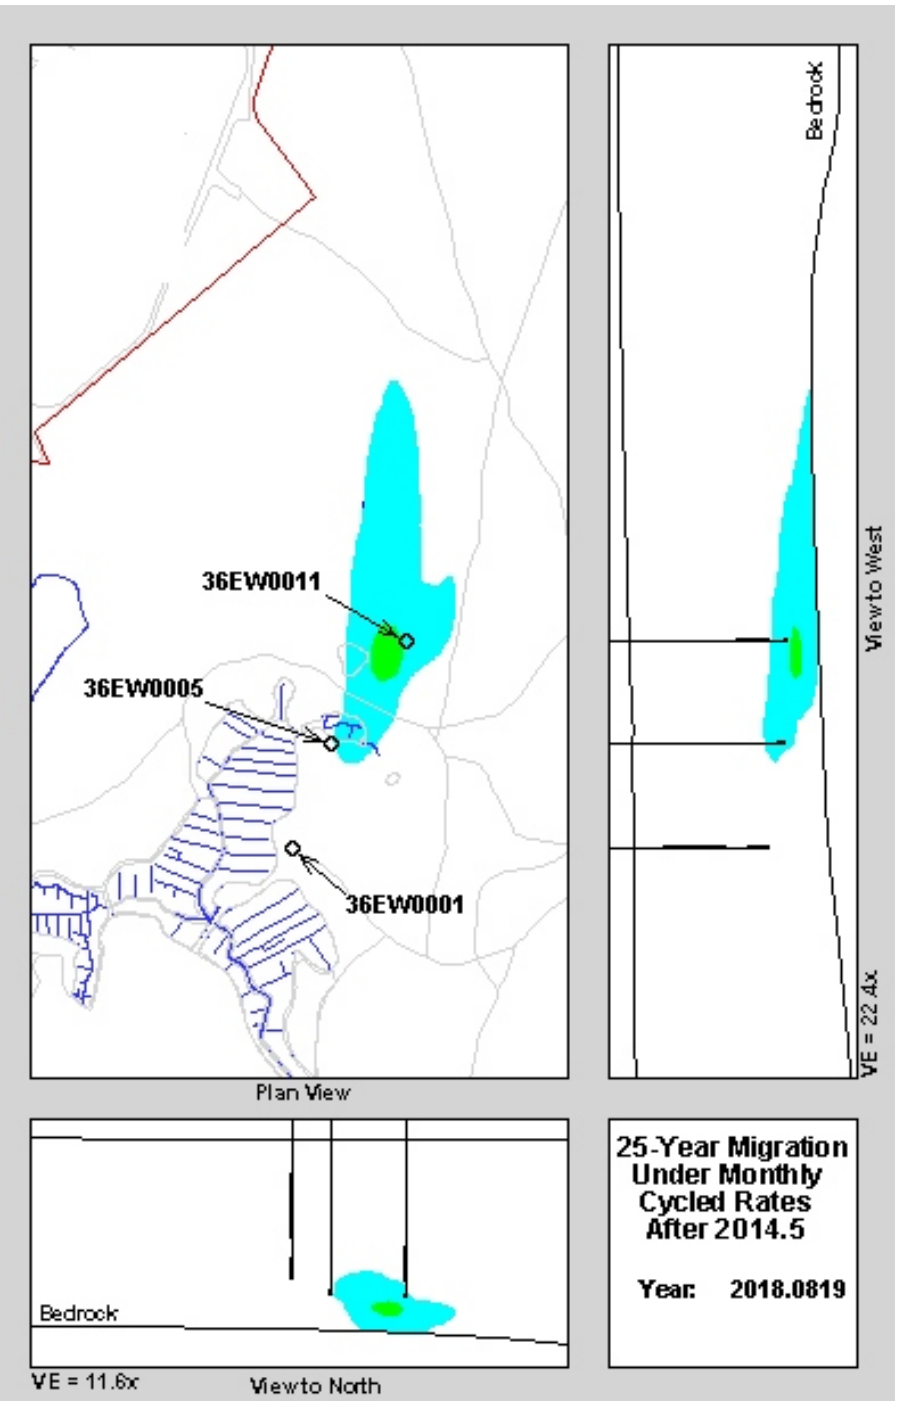 Bedrock
36EW0011
View to West
36EW0005
36EW0001
VE = 22.4x
Plan View
25-Year Migration
Under Monthly
Cycled Rates
After 2014.5
Year: 2018.0819
Bedrock
VE = 11.6x
View to North